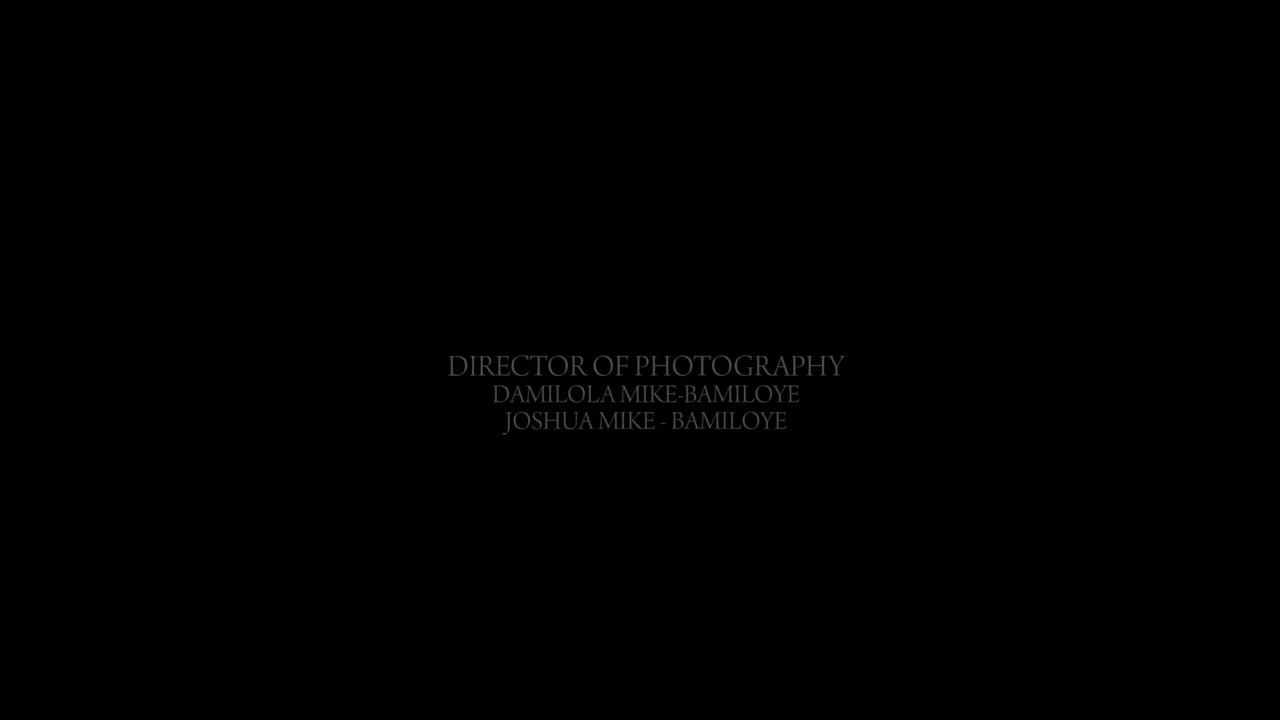 DIRECTOR OF PHOTOGRAPHY
DAMILOLA MIKE-BAMILOYE
JOSHUA MIKE - BAMILOYE